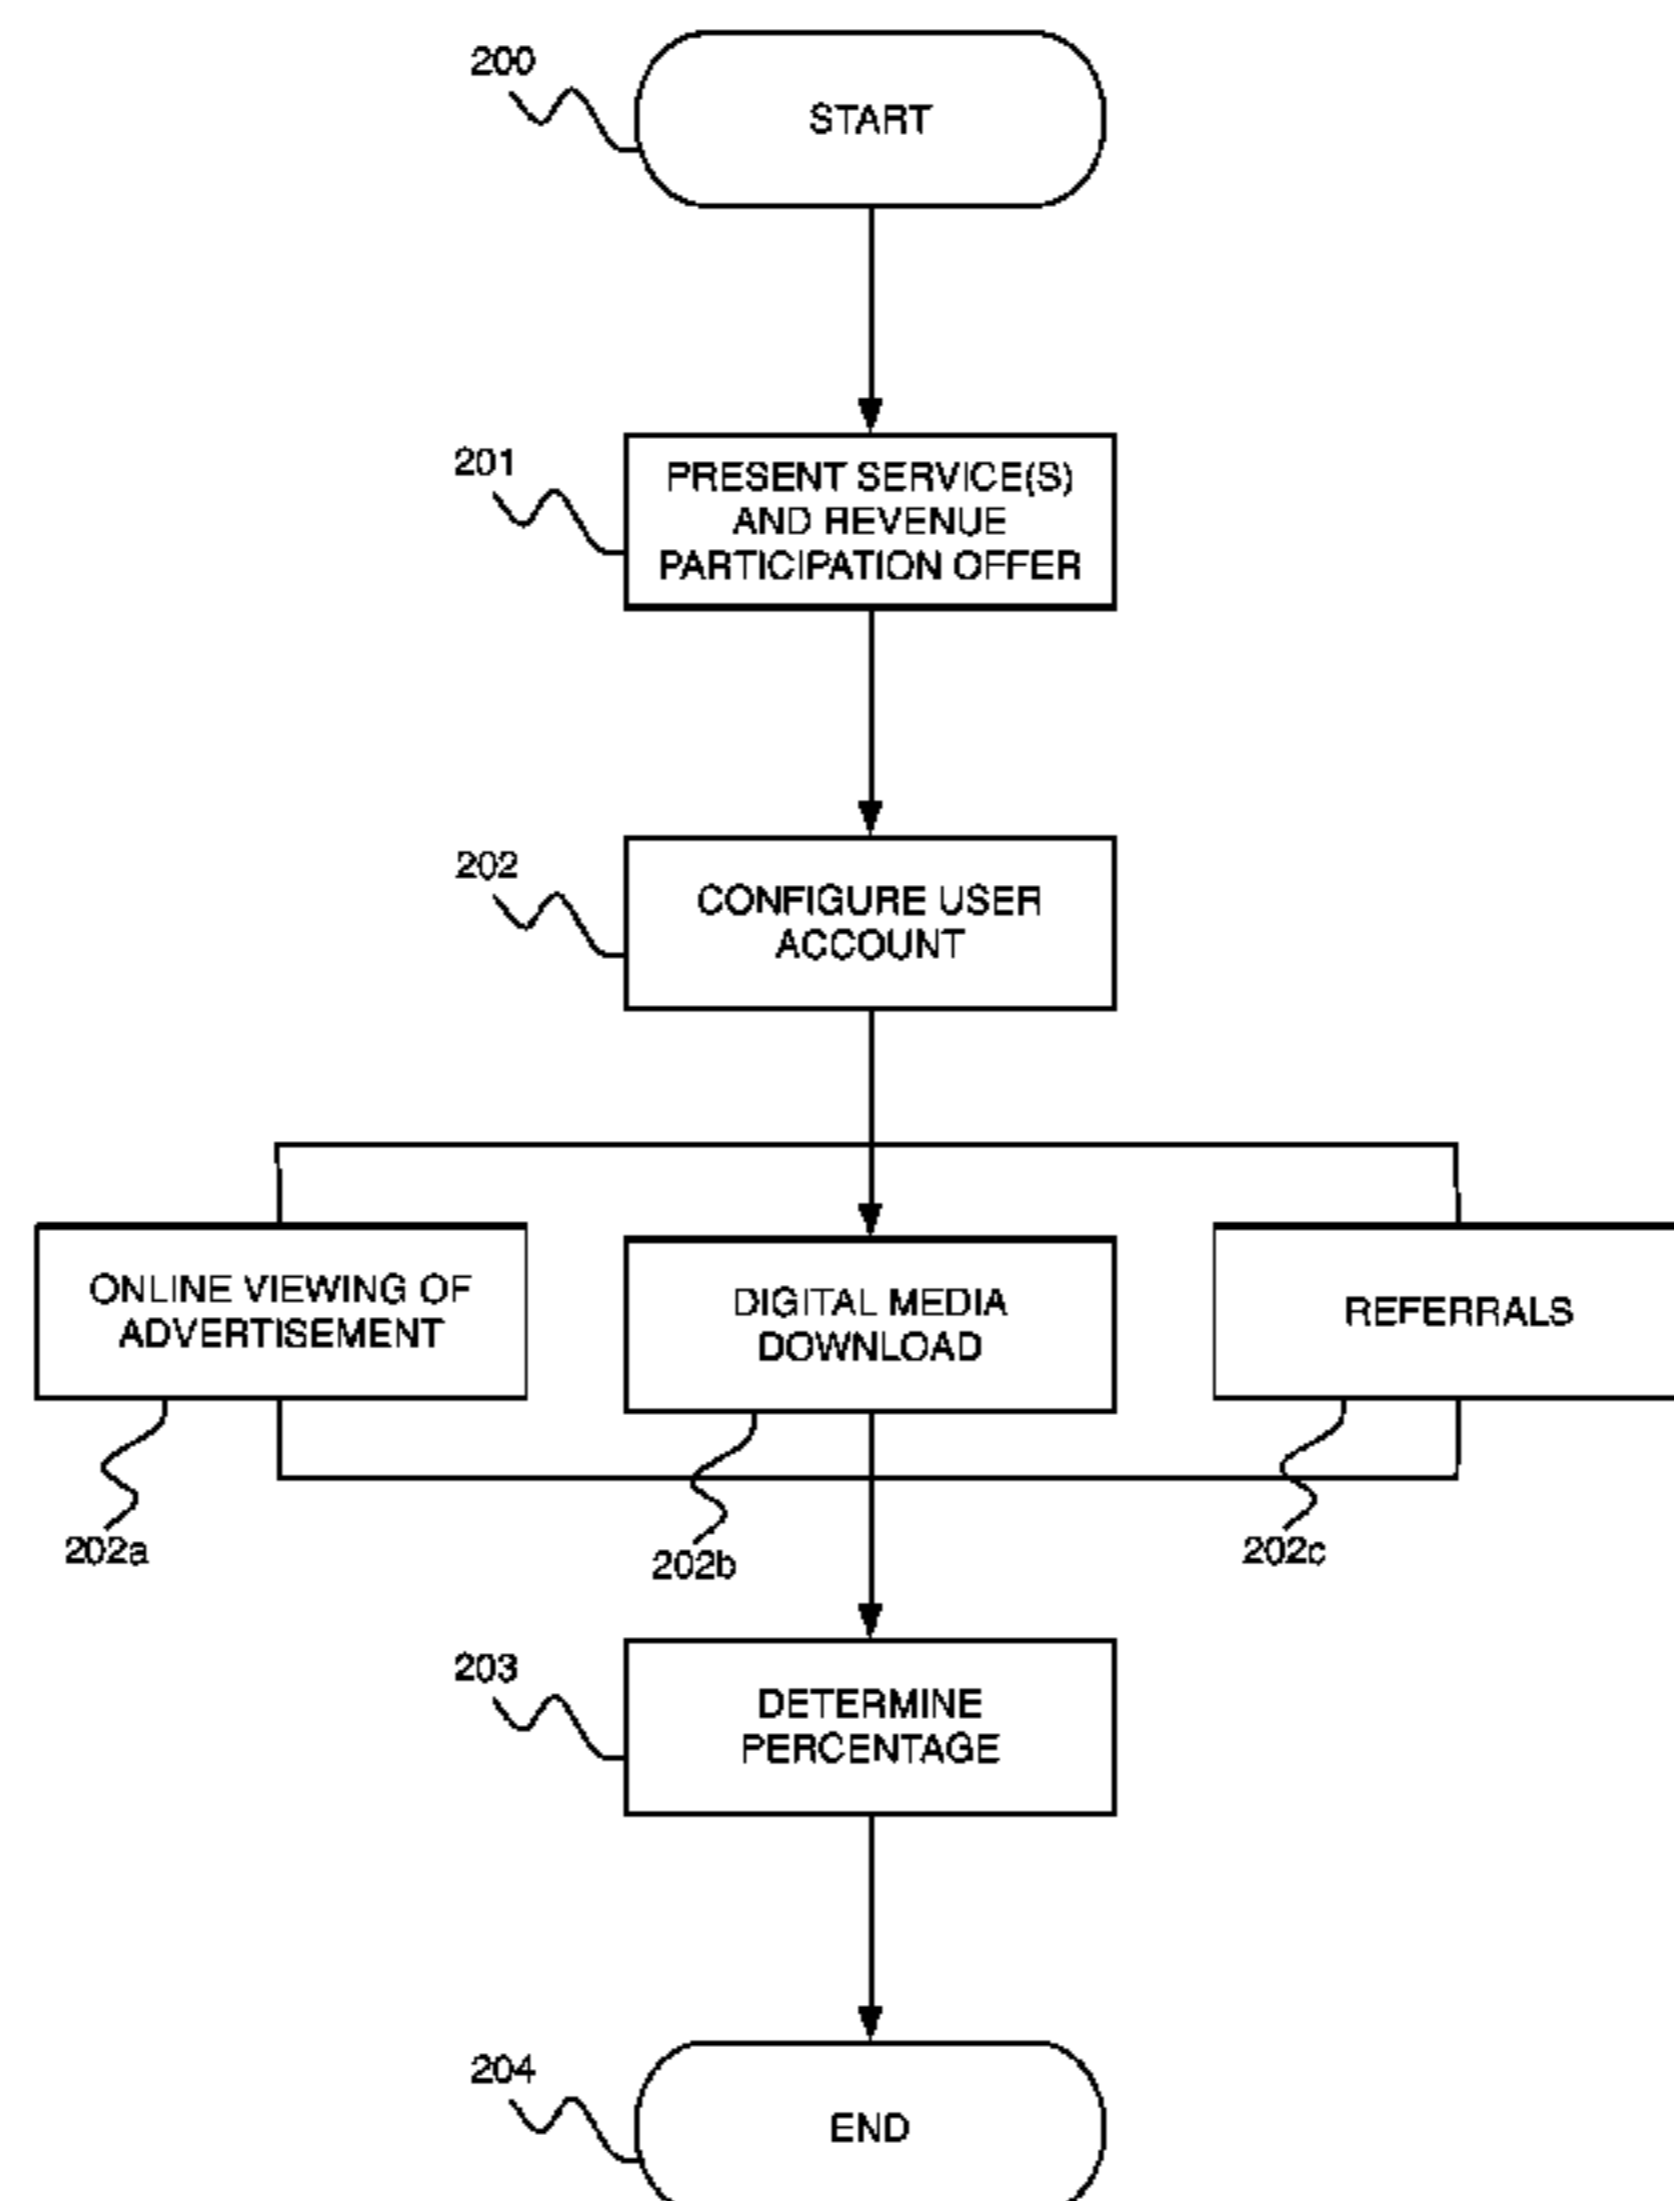 200
START
201
PRESENT SERVICE(S)
AND REVENUE
PARTICIPATION OFFER
202
CONFIGURE USER
ACCOUNT
ONLINE VIEWING OF
ADVERTISEMENT
DIGITAL MEDIA
DOWNLOAD
REFERRALS
202a
202b
202c
203
DETERMINE
PERCENTAGE
204
END